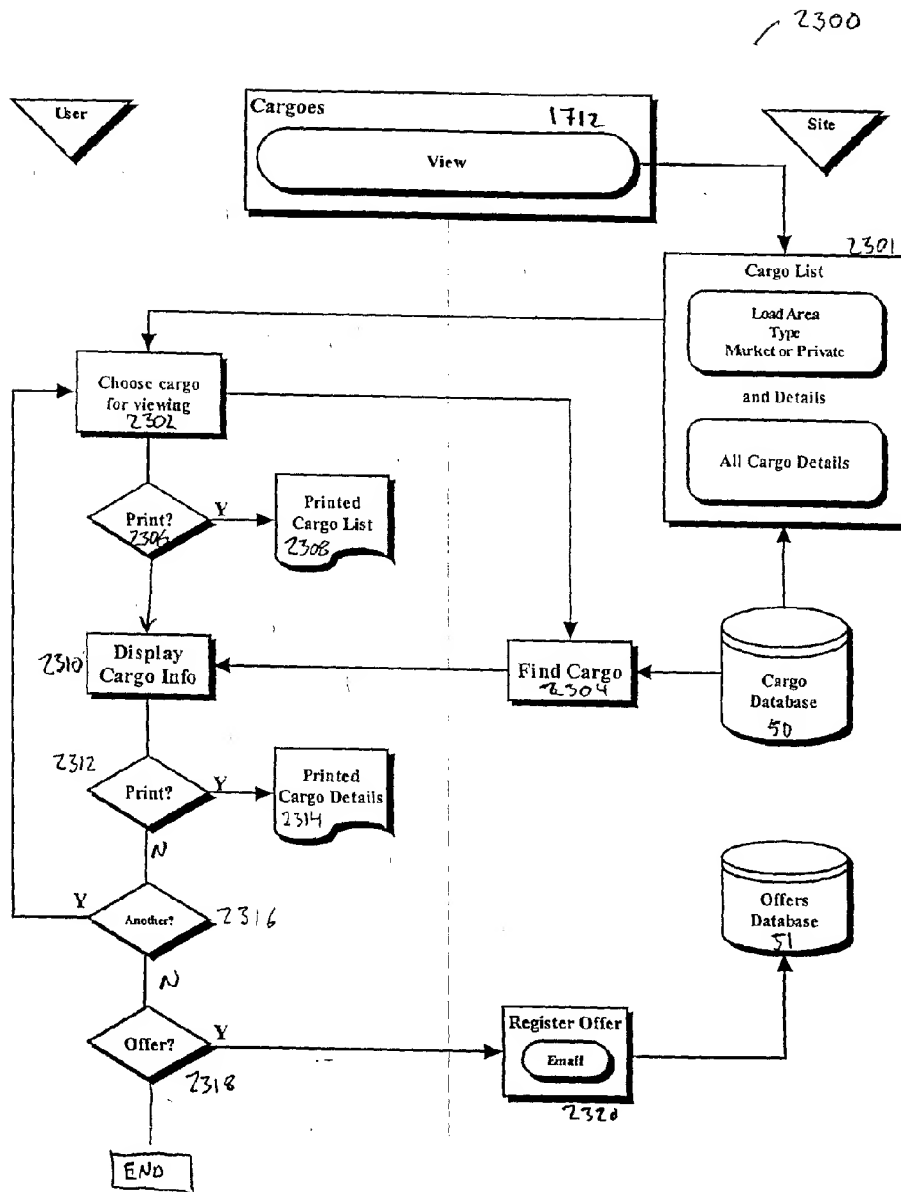 2300
User
Cargoes
1712
View
Site
2301
Cargo List
Load Area
Type
Market or Private
and Details
All Cargo Details
Choose cargo
for viewing
2302
Print?
2306
Y
Printed
Cargo List
2308
2310
Display
Cargo Info
Find Cargo
2304
Cargo
Database
50
2312
Print?
Y
Printed
Cargo Details
2314
N
Y
Another?
2316
N
Offers
Database
51
Offer?
Y
2318
Register Offer
Email
2320
END